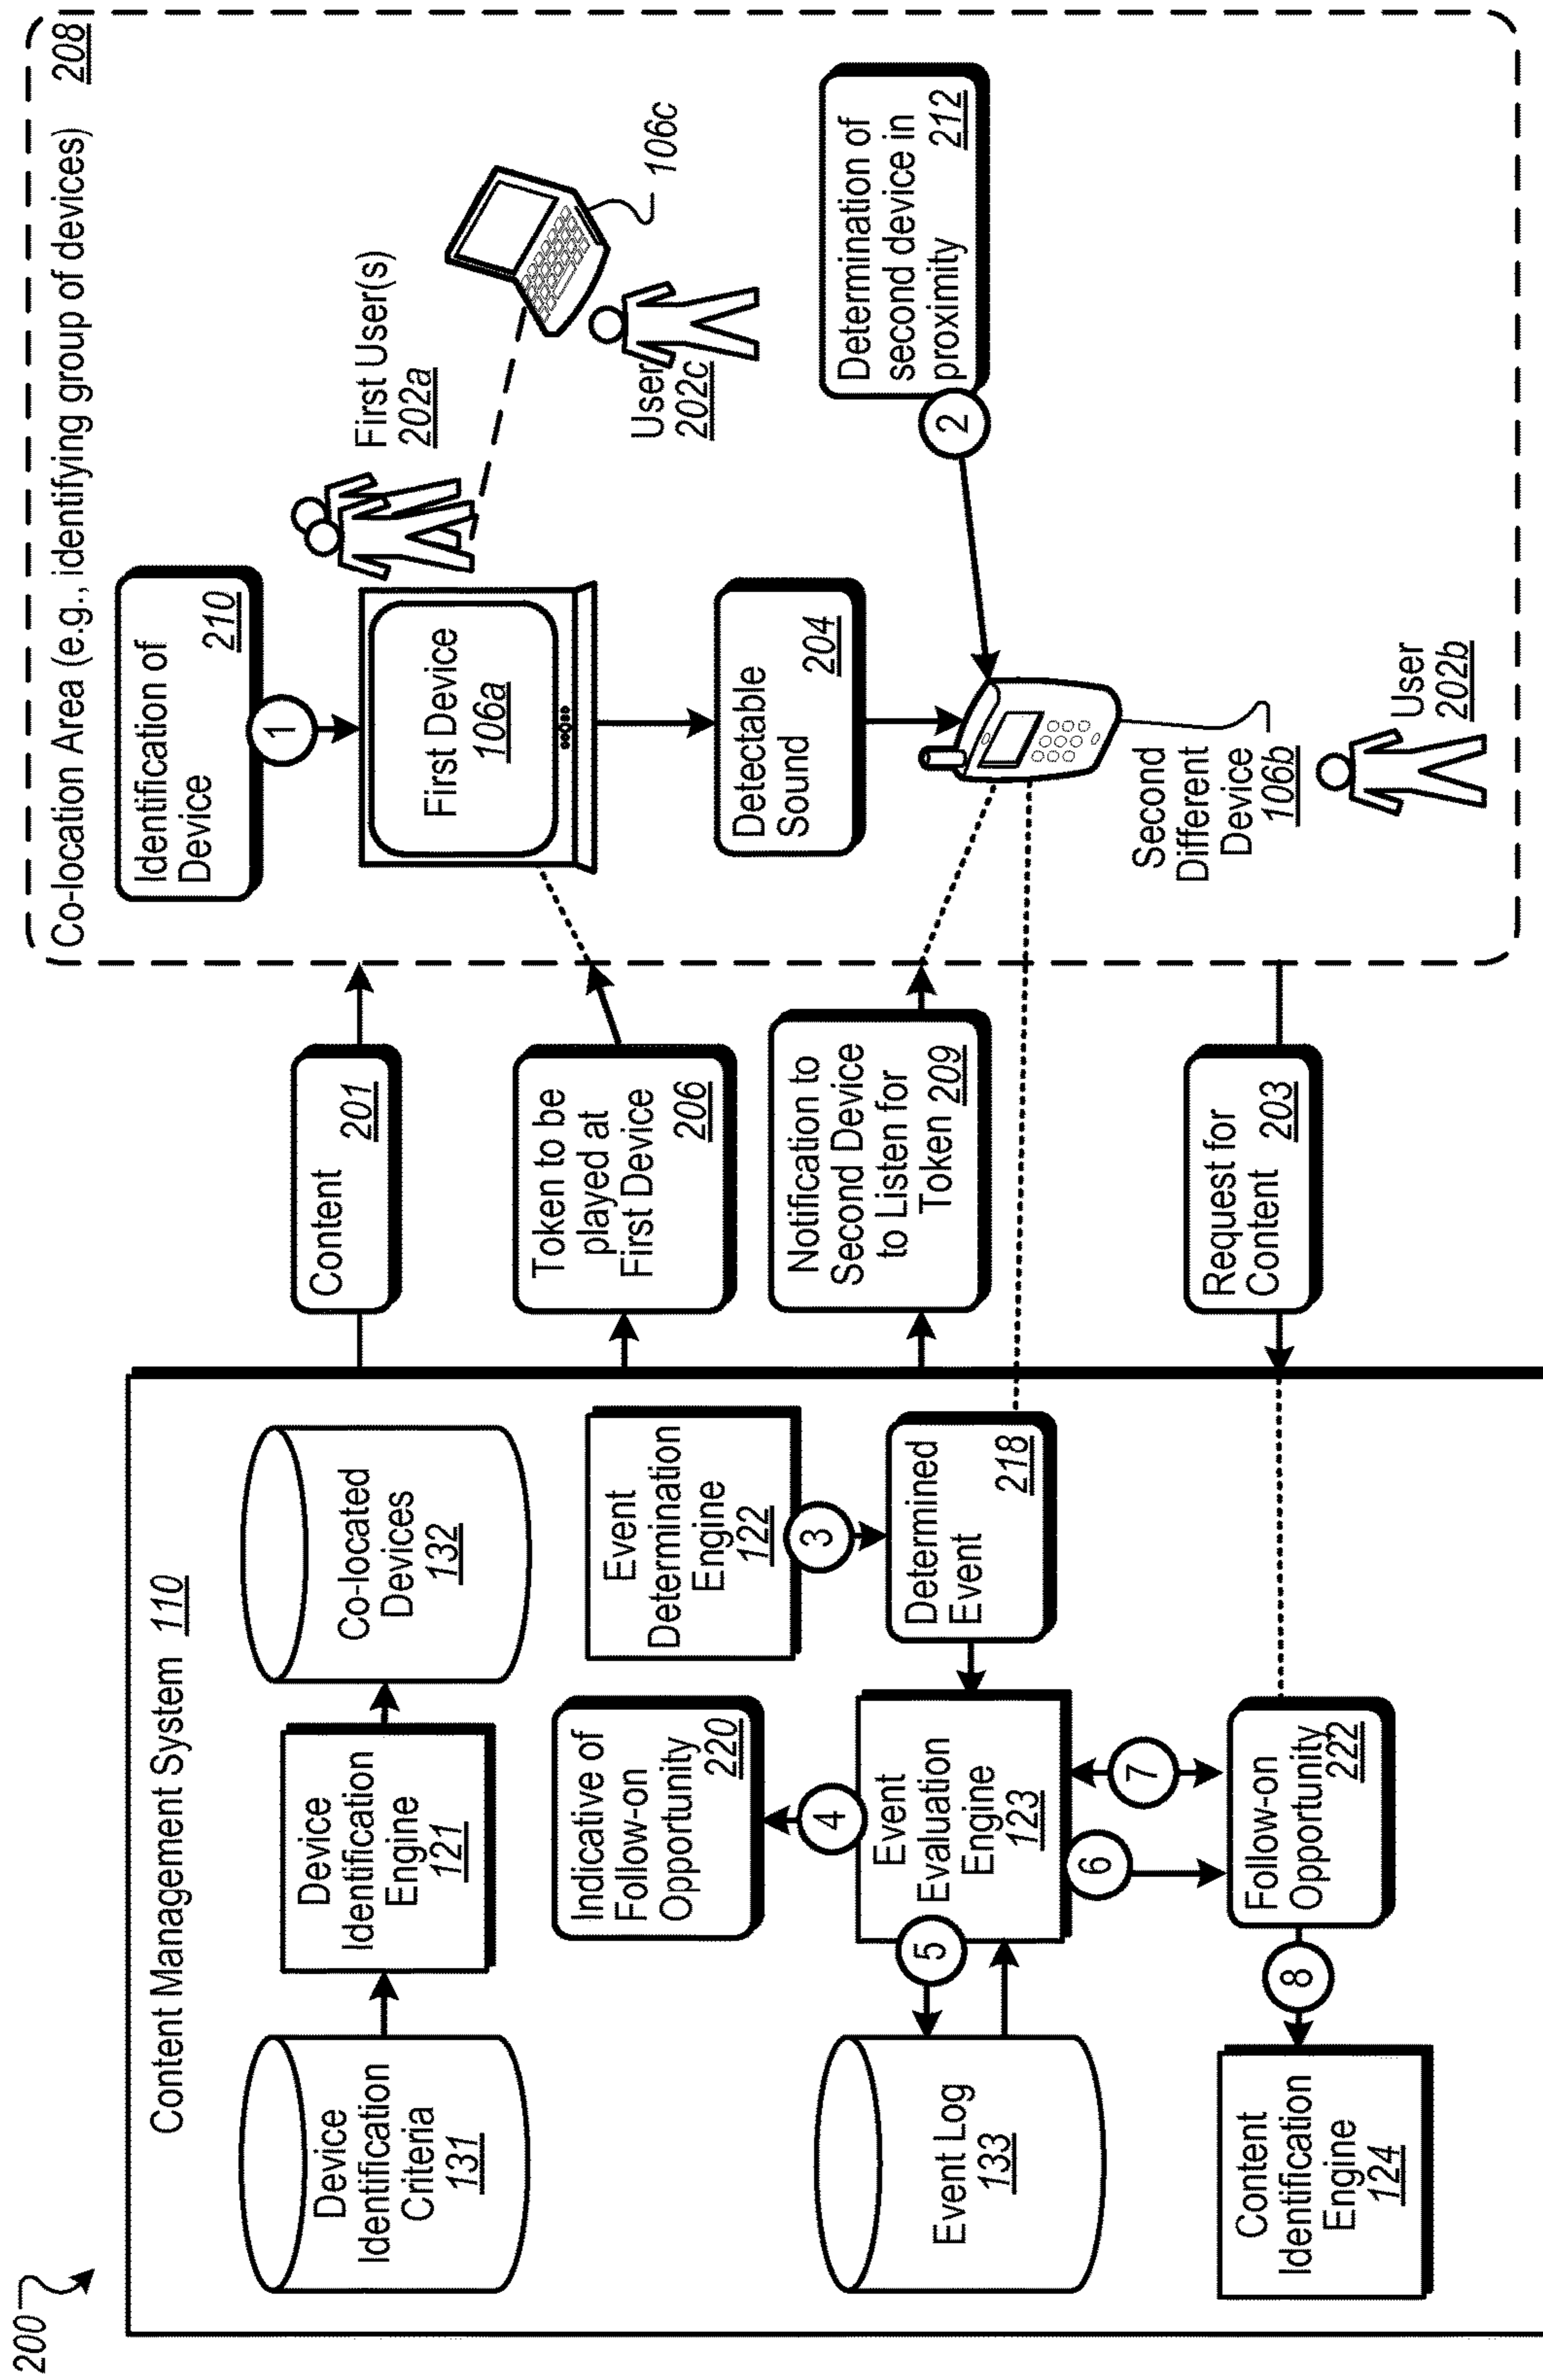 200
Content Management System 110
Device
Identification
Criteria
131
Device
Identification
Engine
121
Co-located
Devices
132
Event Log
133
5
Indicative of
Follow-on
Opportunity
220
4
Event
Evaluation
Engine
123
Event
Determination
Engine
122
3
Determined
Event
218
6
7
Follow-on
Opportunity
222
8
Content
Identification
Engine
124
Content
201
Token to be
played at
First Device
206
Notification to
Second Device
to Listen for
Token 209
Request for
Content
203
Co-location Area (e.g., identifying group of devices) 208
Identification of
Device
210
1
First Device
106a
First User(s)
202a
106c
User
202c
Detectable
Sound
204
Determination of
second device in
proximity
212
2
Second
Different
Device
106b
User
202b